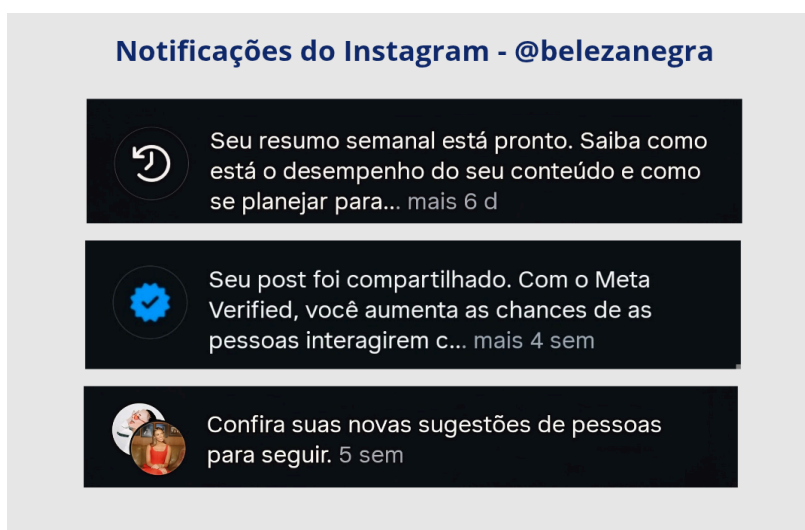 Notificações do Instagram - @belezanegra
Seu resumo semanal está pronto. Saiba como
está o desempenho do seu conteúdo e como
se planejar para... mais 6 d
Seu post foi compartilhado. Com o Meta
Verified, você aumenta as chances de as
pessoas interagirem c... mais 4 sem
Confira suas novas sugestões de pessoas
para seguir. 5 sem